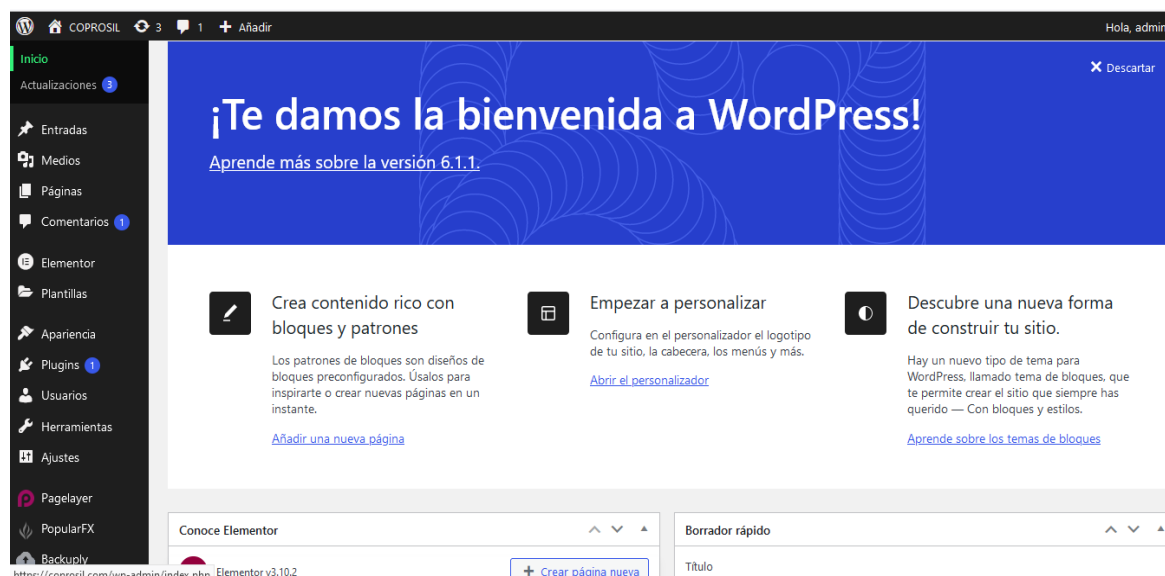 COPROSIL 3 1 + Añadir Hola, admin
Inicio
Actualizaciones 3
Entradas
Medios
Páginas
Comentarios 1
Elementor
Plantillas
Apariencia
Plugins 1
Usuarios
Herramientas
Ajustes
Pagelayer
PopularFX
Backuply
https://coprosil.com/wp-admin/index.php
Descartar
¡Te damos la bienvenida a WordPress!
Aprende más sobre la versión 6.1.1.
Crea contenido rico con
bloques y patrones
Los patrones de bloques son diseños de
bloques preconfigurados. Úsalos para
inspirarte o crear nuevas páginas en un
instante.
Añadir una nueva página
Empezar a personalizar
Configura en el personalizador el logotipo
de tu sitio, la cabecera, los menús y más.
Abrir el personalizador
Descubre una nueva forma
de construir tu sitio.
Hay un nuevo tipo de tema para
WordPress, llamado tema de bloques, que
te permite crear el sitio que siempre has
querido — Con bloques y estilos.
Aprende sobre los temas de bloques
Conoce Elementor
Elementor v3.10.2
+ Crear página nueva
Borrador rápido
Título